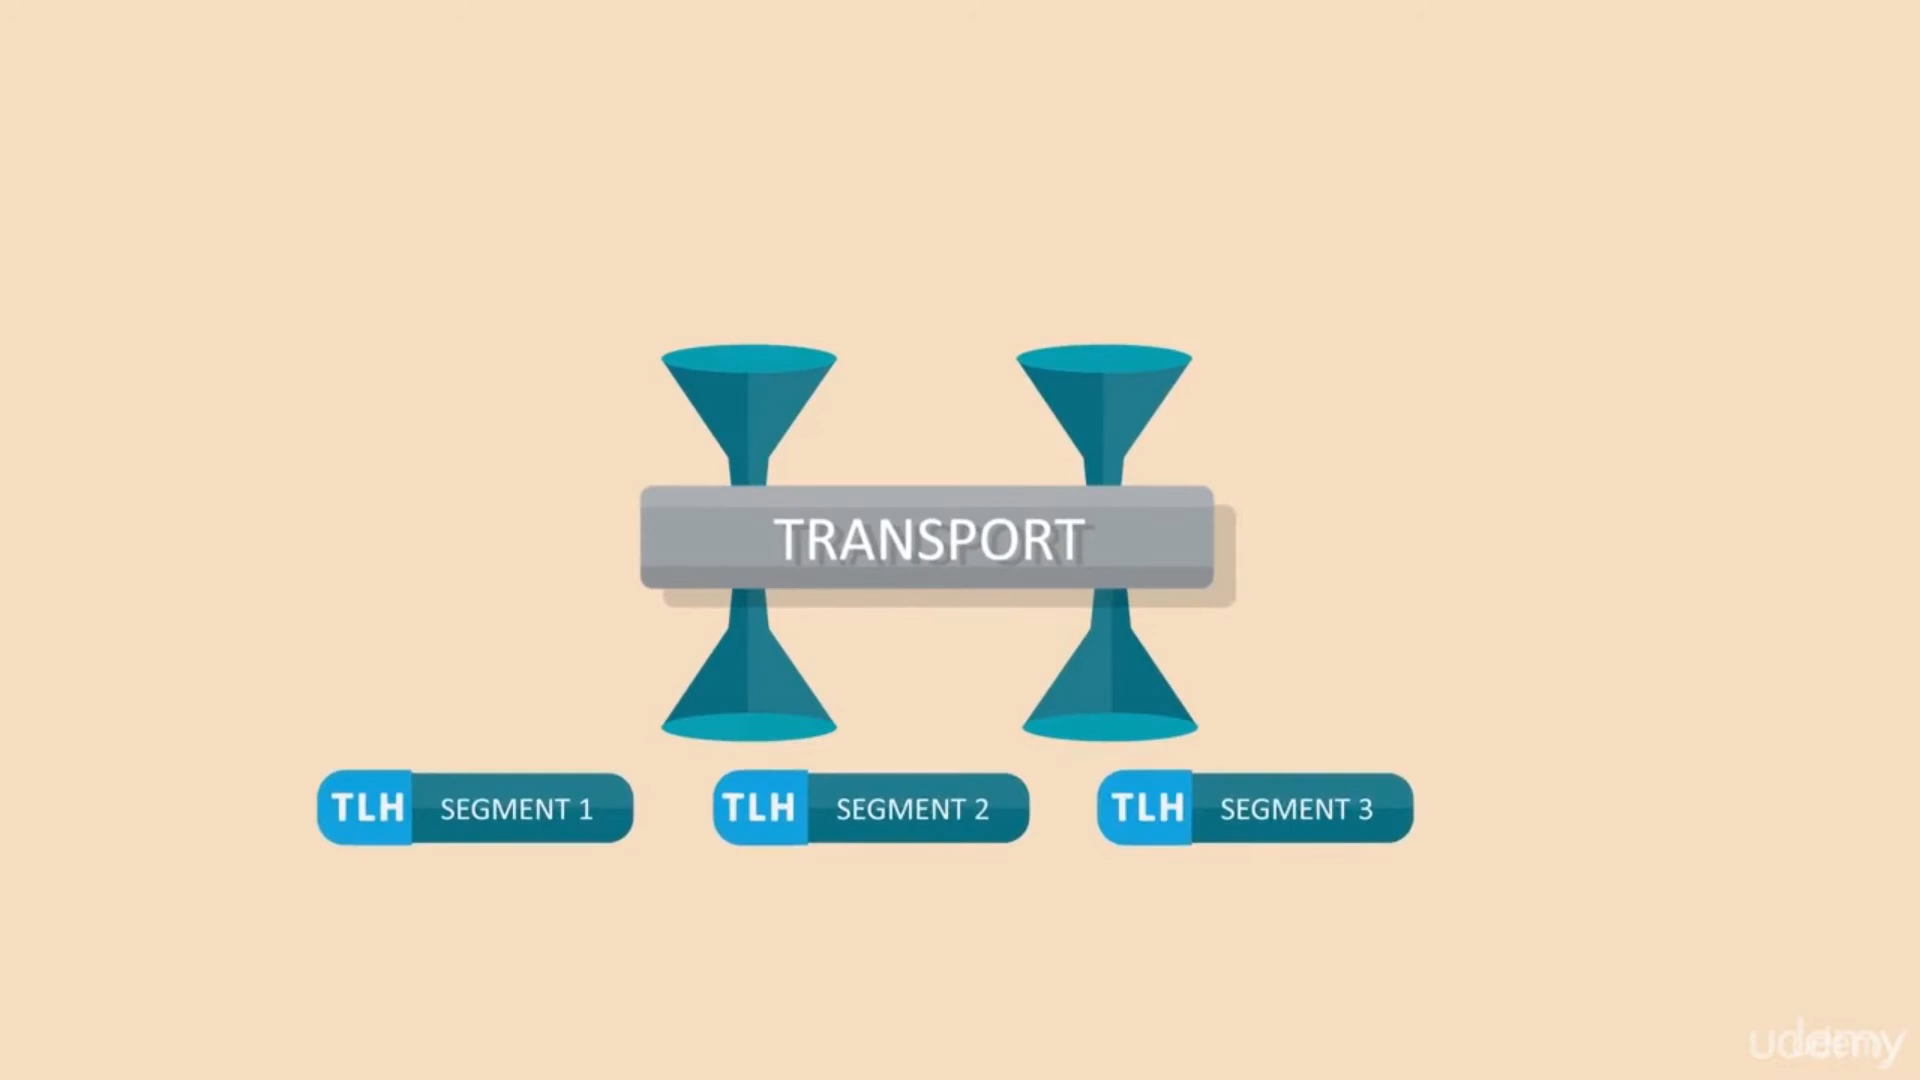 TRANSPORT
TLH SEGMENT 1
TLH SEGMENT 2
TLH SEGMENT 3
udemy